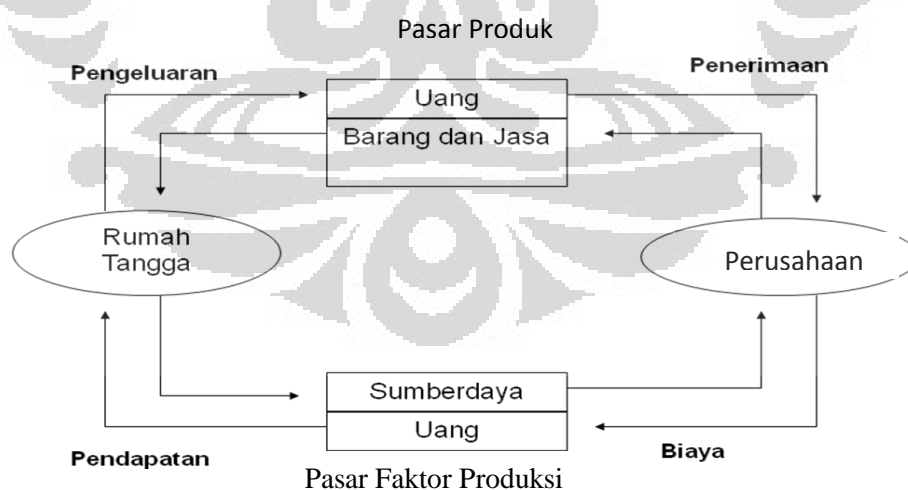 Pasar Produk
Pengeluaran
Penerimaan
Uang
Barang dan Jasa
Rumah
Tangga
Perusahaan
Sumberdaya
Uang
Pendapatan
Biaya
Pasar Faktor Produksi